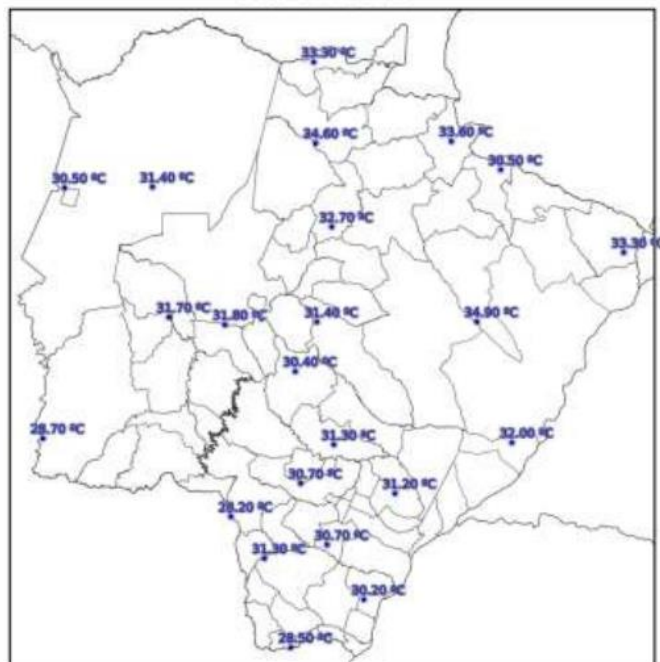 33.30 ºC
34.60 ºC
33.60 ºC
30.50 ºC
30.50 ºC
31.40 ºC
32.70 ºC
33.30 ºC
31.70 ºC
31.80 ºC
31.40 ºC
34.90 ºC
30.40 ºC
28.70 ºC
31.30 ºC
32.00 ºC
30.70 ºC
31.20 ºC
28.20 ºC
31.30 ºC
30.70 ºC
30.20 ºC
28.50 ºC